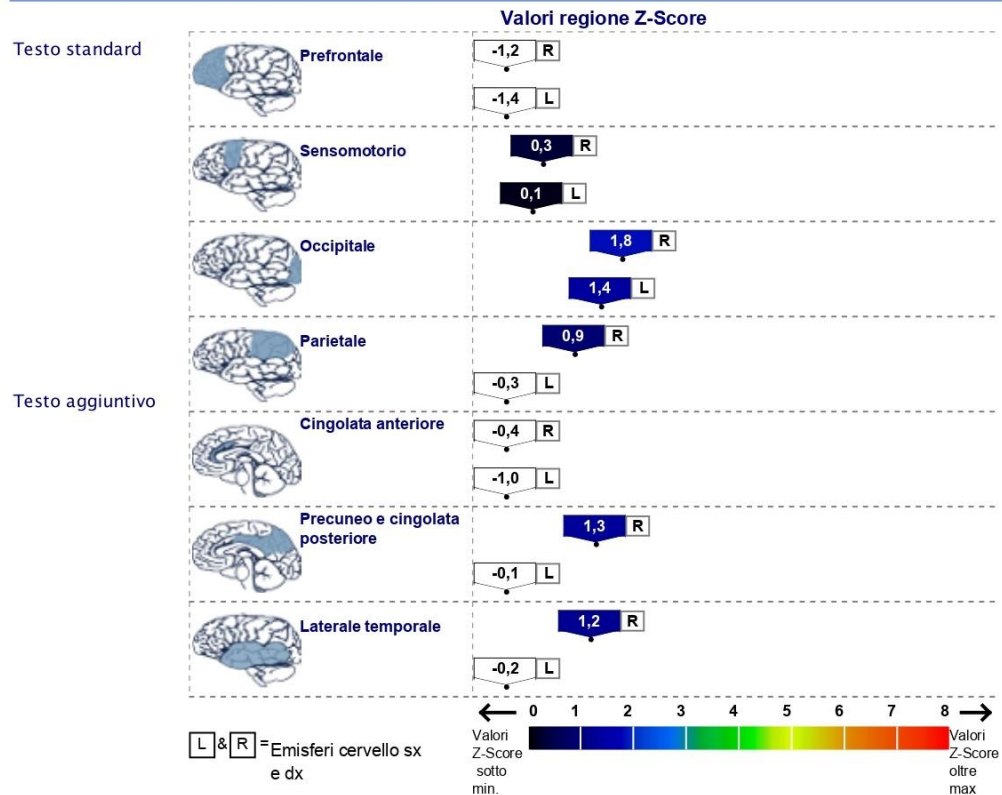 Valori regione Z-Score
Testo standard
Prefrontale
-1,2 R
-1,4 L
Sensomotorio
0,3 R
0,1 L
Occipitale
1,8 R
1,4 L
Parietale
0,9 R
-0,3 L
Testo aggiuntivo
Cingolata anteriore
-0,4 R
-1,0 L
Precuneo e cingolata
posteriore
1,3 R
-0,1 L
Laterale temporale
1,2 R
-0,2 L
0 1 2 3 4 5 6 7 8
L & R = Emisferi cervello sx
e dx
Valori
Z-Score
sotto
min.
Valori
Z-Score
oltre
max